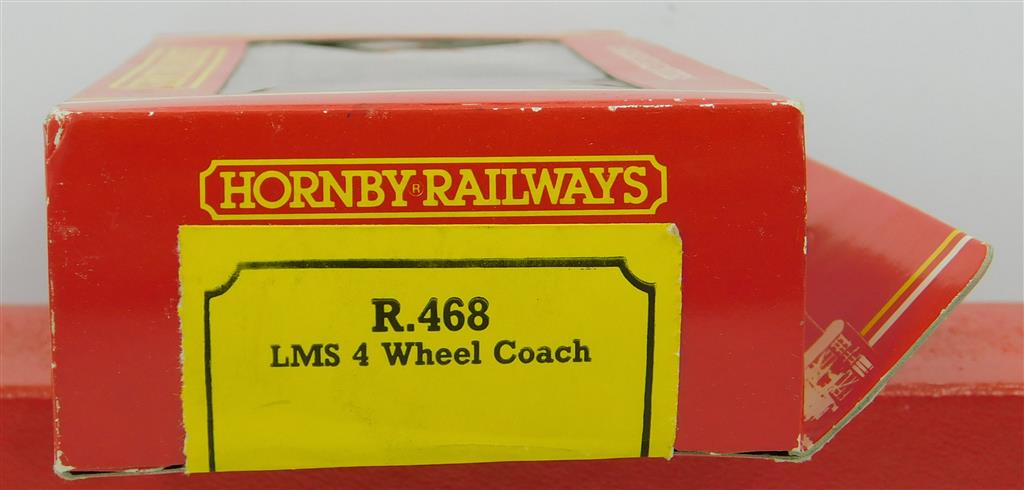 HORNBY® RAILWAYS
R.468
LMS 4 Wheel Coach